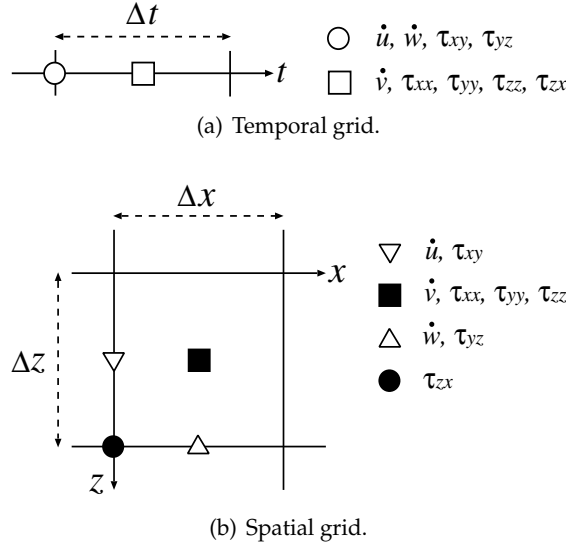 Δt
u̇, ẇ, τxy, τyz
t
v̇, τxx, τyy, τzz, τzx
(a) Temporal grid.
Δx
x
u̇, τxy
v̇, τxx, τyy, τzz
Δz
ẇ, τyz
τzx
z
(b) Spatial grid.